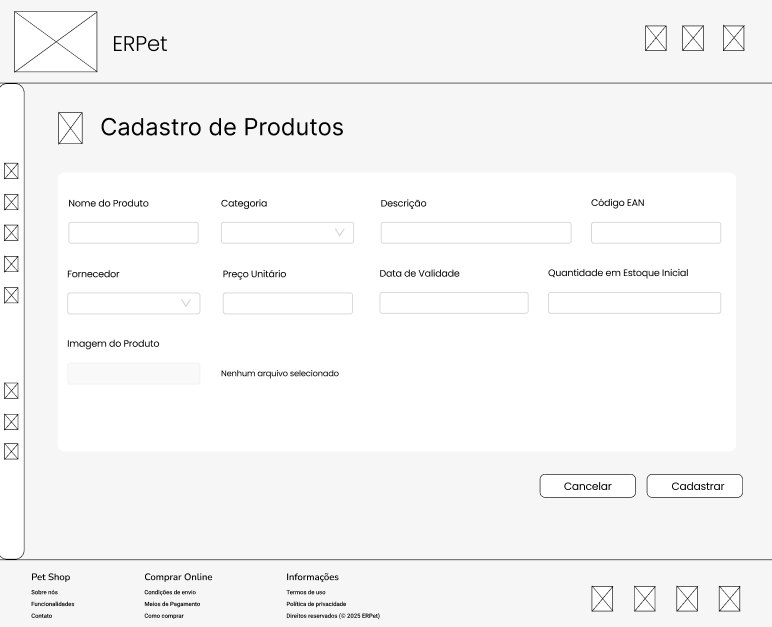 ERPet
Cadastro de Produtos
Nome do Produto
Categoria
Descrição
Código EAN
Fornecedor
Preço Unitário
Data de Validade
Quantidade em Estoque Inicial
Imagem do Produto
Nenhum arquivo selecionado
Cancelar
Cadastrar
Pet Shop
Sobre nós
Funcionalidades
Contato
Comprar Online
Condições de envio
Meios de Pagamento
Como comprar
Informações
Termos de uso
Política de privacidade
Direitos reservados (© 2025 ERPet)